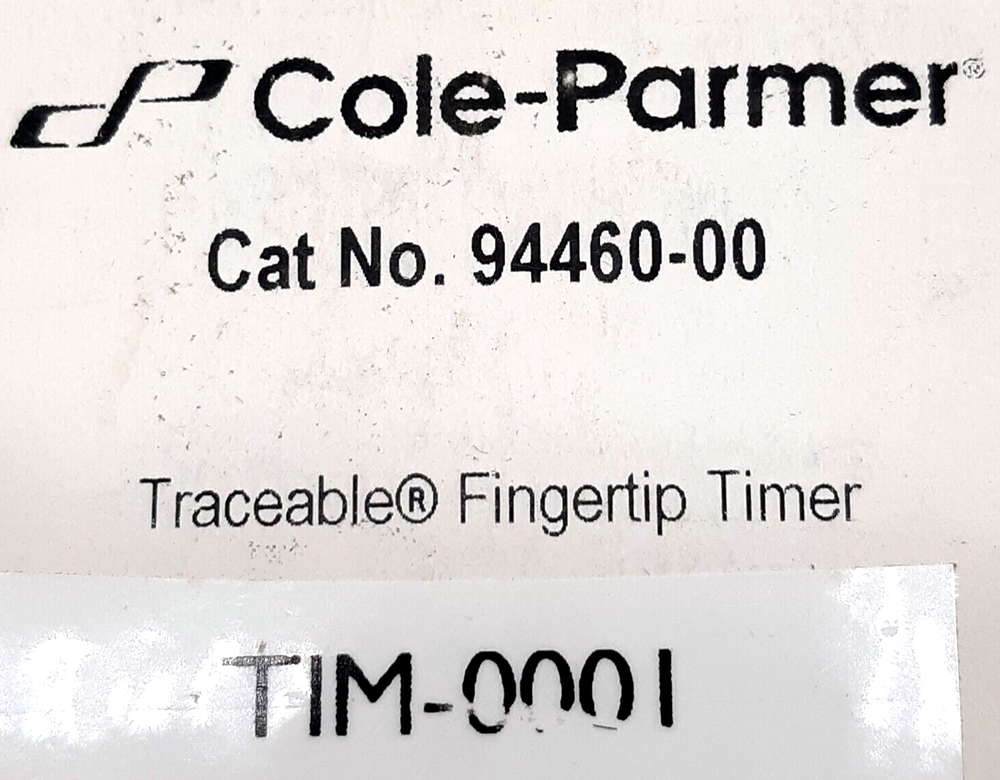 Cole-Parmer®
Cat No. 94460-00
Traceable® Fingertip Timer
TIM-0001